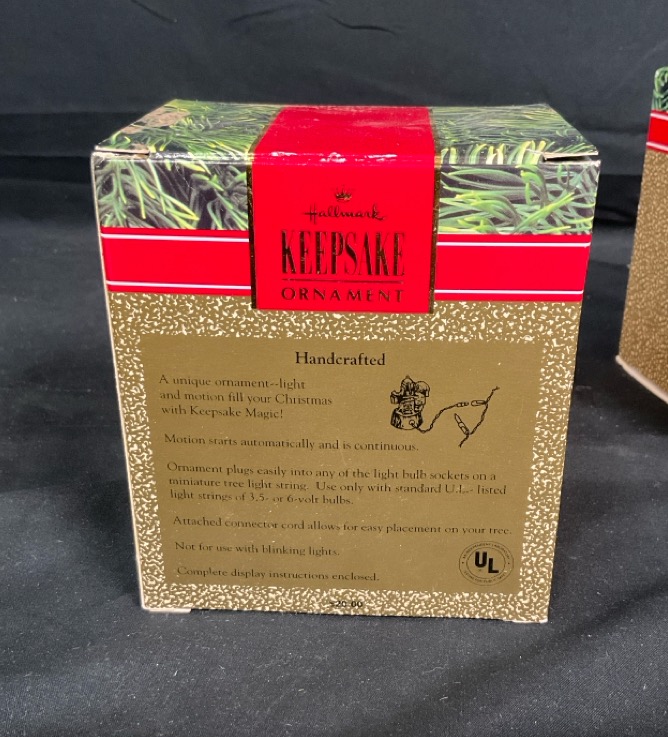 Hallmark
KEEPSAKE
ORNAMENT
Handcrafted
A unique ornament--light
and motion fill your Christmas
with Keepsake Magic!
Motion starts automatically and is continuous.
Ornament plugs easily into any of the light bulb sockets on a
miniature tree light string. Use only with standard U.L.- listed
light strings of 3.5- or 6-volt bulbs.
Attached connector cord allows for easy placement on your tree.
Not for use with blinking lights.
Complete display instructions enclosed.
UL
20.00